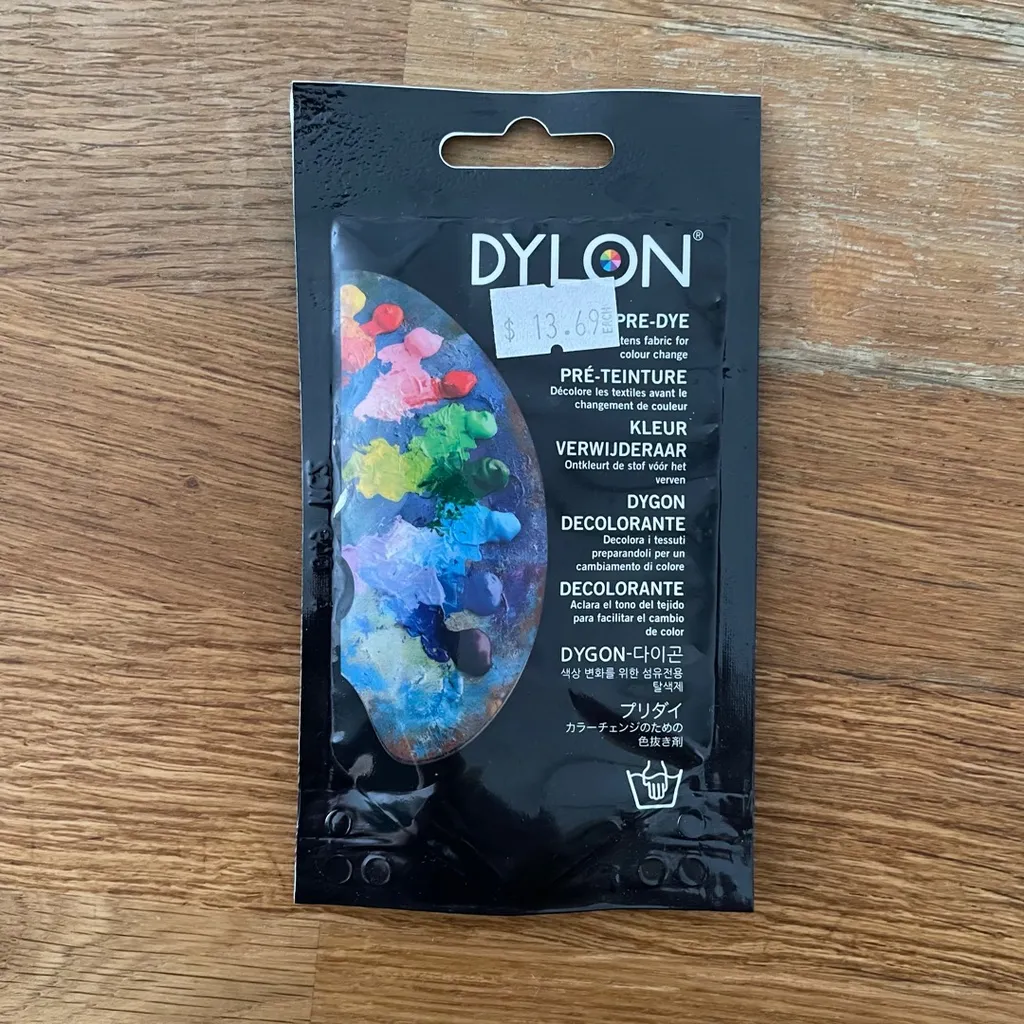 DYLON®
$ 13.69 EACH
PRE-DYE
tens fabric for
colour change
PRÉ-TEINTURE
Décolore les textiles avant le
changement de couleur
KLEUR
VERWIJDERAAR
Ontkleurt de stof vóór het
verven
DYGON
DECOLORANTE
Decolora i tessuti
preparandoli per un
cambiamento di colore
DECOLORANTE
Aclara el tono del tejido
para facilitar el cambio
de color
DYGON-다이곤
색상 변화를 위한 섬유전용
탈색제
プリダイ
カラーチェンジのための
色抜き剤